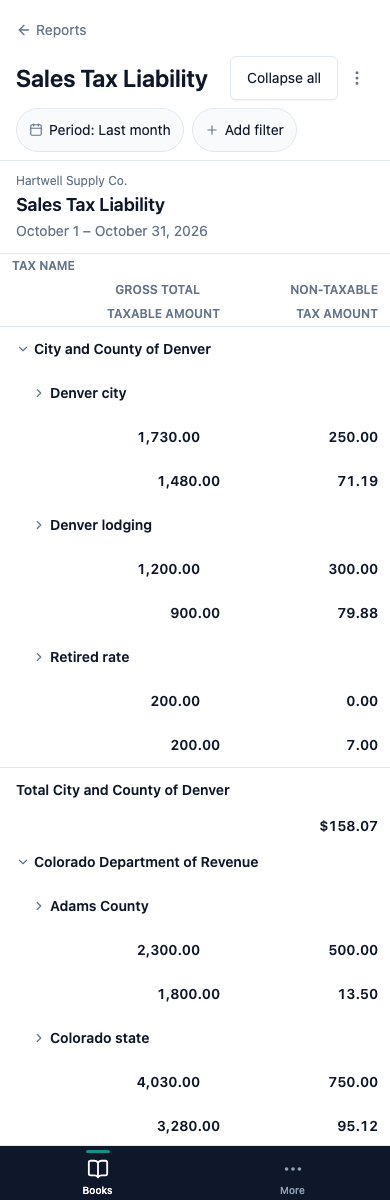 Reports
Sales Tax Liability
Collapse all
Period: Last month
Add filter
Hartwell Supply Co.
Sales Tax Liability
October 1 – October 31, 2026
TAX NAME
GROSS TOTAL NON-TAXABLE
TAXABLE AMOUNT TAX AMOUNT
City and County of Denver
Denver city
1,730.00 250.00
1,480.00 71.19
Denver lodging
1,200.00 300.00
900.00 79.88
Retired rate
200.00 0.00
200.00 7.00
Total City and County of Denver
$158.07
Colorado Department of Revenue
Adams County
2,300.00 500.00
1,800.00 13.50
Colorado state
4,030.00 750.00
3,280.00 95.12
Books More